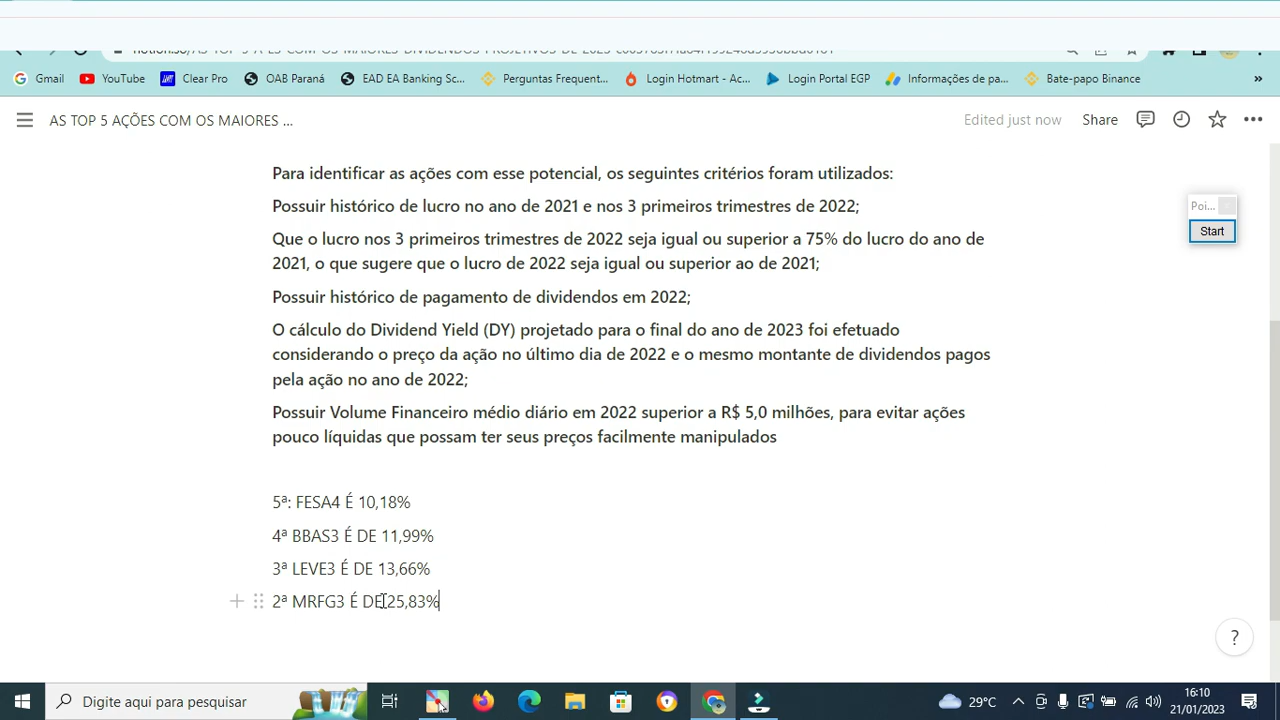 Gmail YouTube Clear Pro OAB Paraná EAD EA Banking Sc... Perguntas Frequent... Login Hotmart - Ac... Login Portal EGP Informações de pa... Bate-papo Binance »
AS TOP 5 AÇÕES COM OS MAIORES ... Edited just now Share
Para identificar as ações com esse potencial, os seguintes critérios foram utilizados:
Possuir histórico de lucro no ano de 2021 e nos 3 primeiros trimestres de 2022;
Poi...
Start
Que o lucro nos 3 primeiros trimestres de 2022 seja igual ou superior a 75% do lucro do ano de
2021, o que sugere que o lucro de 2022 seja igual ou superior ao de 2021;
Possuir histórico de pagamento de dividendos em 2022;
O cálculo do Dividend Yield (DY) projetado para o final do ano de 2023 foi efetuado
considerando o preço da ação no último dia de 2022 e o mesmo montante de dividendos pagos
pela ação no ano de 2022;
Possuir Volume Financeiro médio diário em 2022 superior a R$ 5,0 milhões, para evitar ações
pouco líquidas que possam ter seus preços facilmente manipulados
5ª: FESA4 É 10,18%
4ª BBAS3 É DE 11,99%
3ª LEVE3 É DE 13,66%
2ª MRFG3 É DE 25,83%
?
Digite aqui para pesquisar
29°C
16:10
21/01/2023